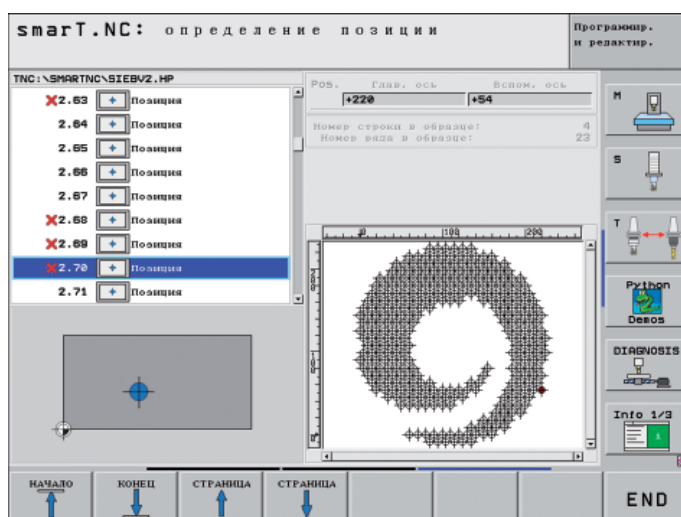 smarT.NC: определение позиции
Программир.
и редактир.
TNC:\SMARTNC\SIEBV2.HP
2.63 Позиция
2.64 Позиция
2.65 Позиция
2.66 Позиция
2.67 Позиция
2.68 Позиция
2.69 Позиция
2.70 Позиция
2.71 Позиция
Pos. Глав. ось Вспом. ось
+220 +54
Номер строки в образце: 4
Номер ряда в образце: 23
0 100 200
M
S
T
Python
Demos
DIAGNOSIS
Info 1/3
1
НАЧАЛО КОНЕЦ СТРАНИЦА СТРАНИЦА
END